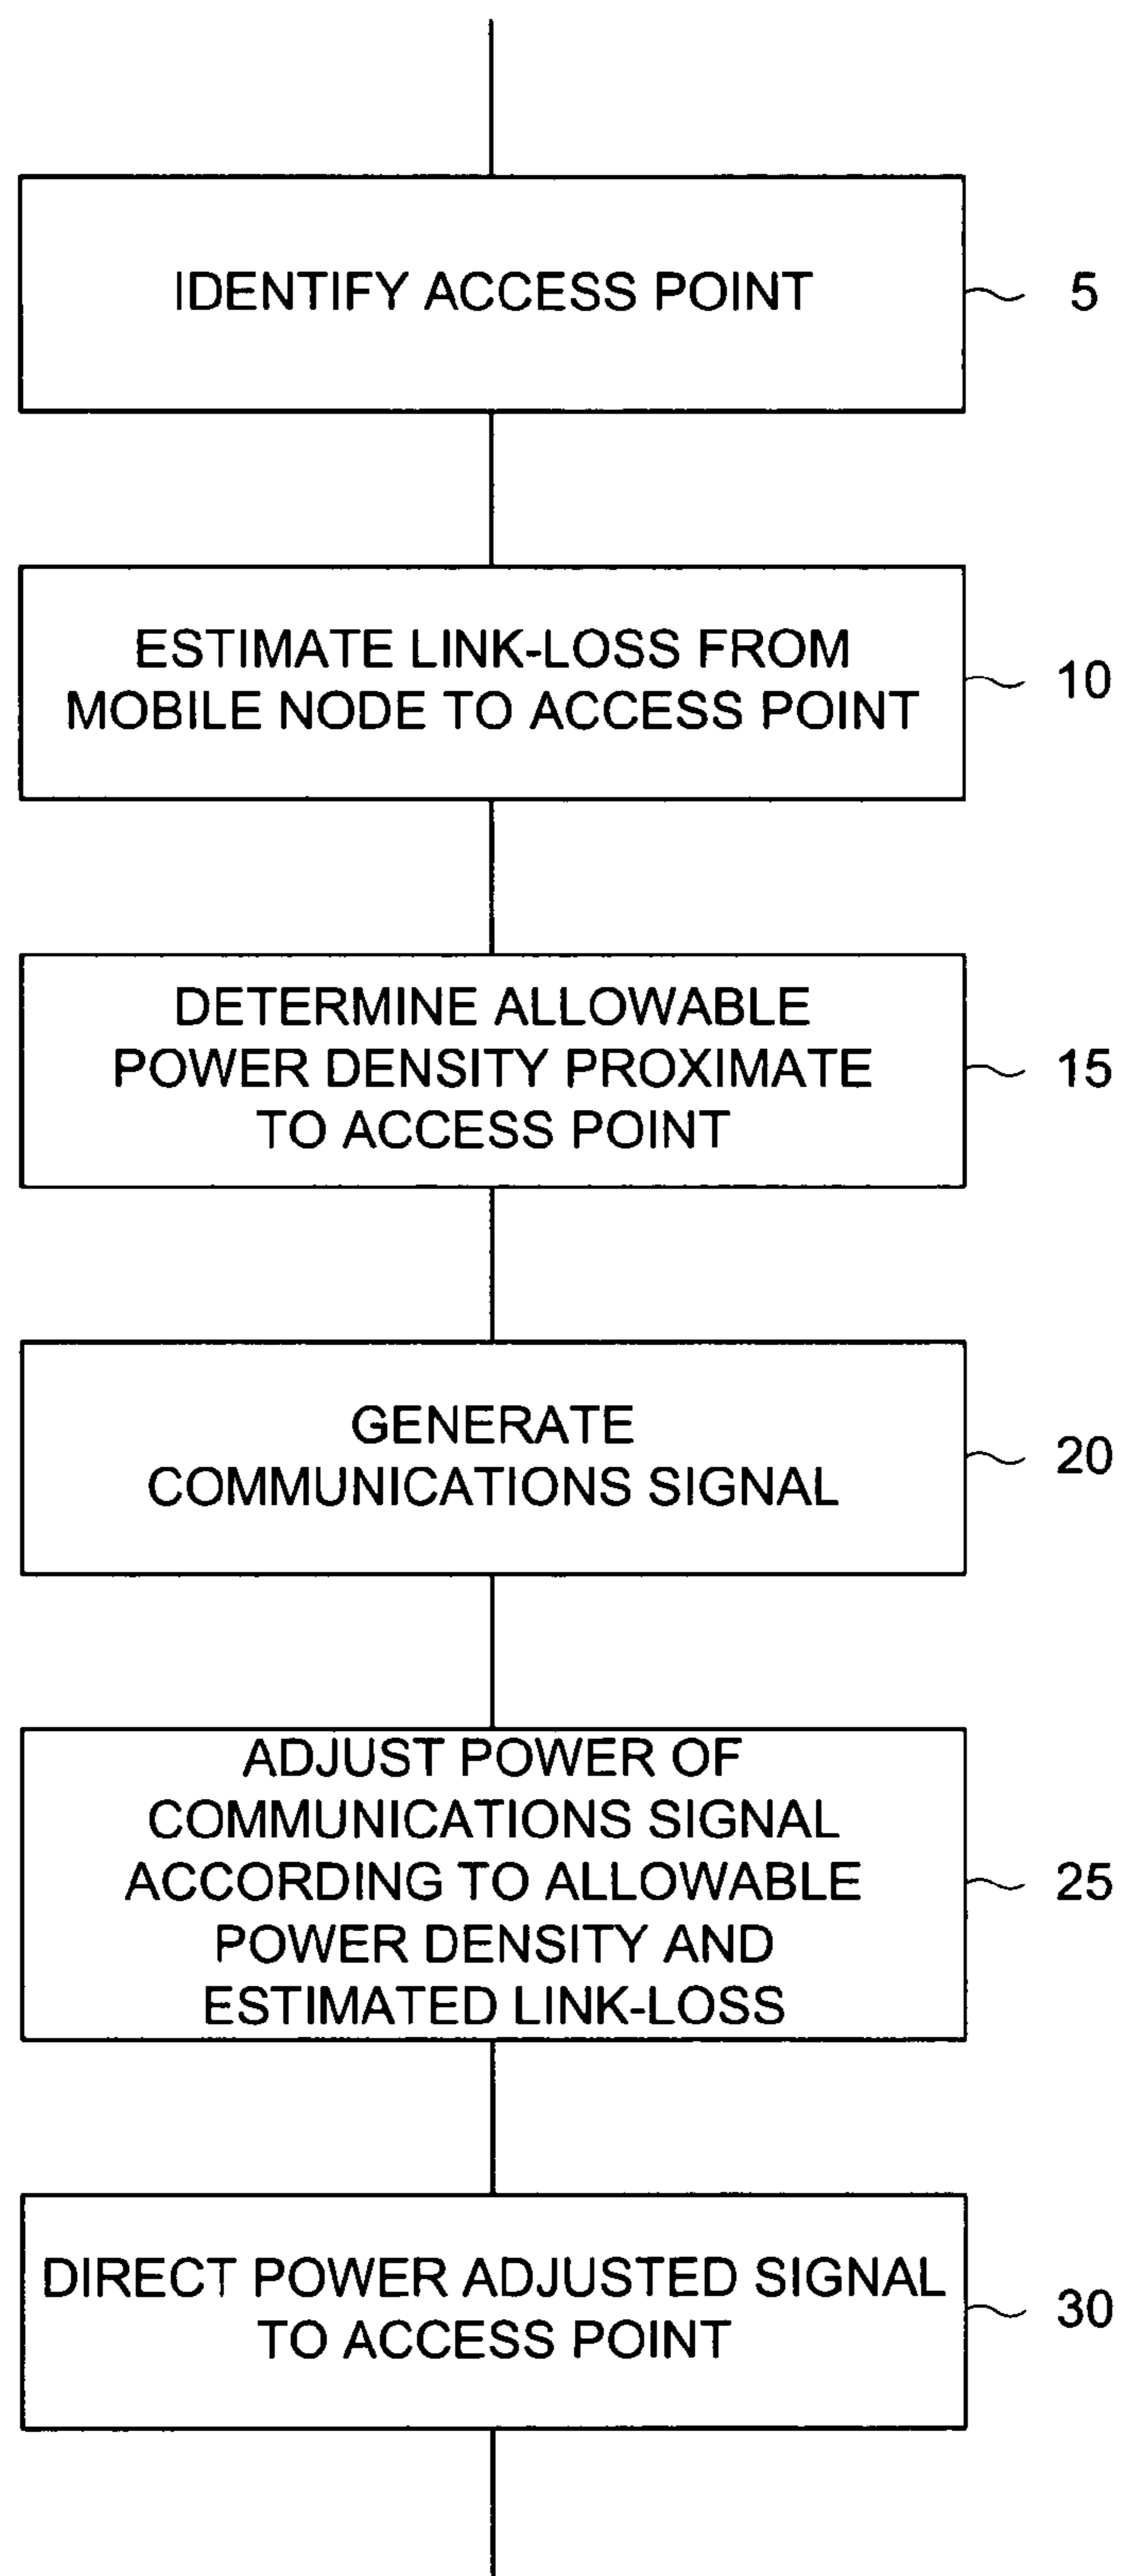 IDENTIFY ACCESS POINT
5
ESTIMATE LINK-LOSS FROM
MOBILE NODE TO ACCESS POINT
10
DETERMINE ALLOWABLE
POWER DENSITY PROXIMATE
TO ACCESS POINT
15
GENERATE
COMMUNICATIONS SIGNAL
20
ADJUST POWER OF
COMMUNICATIONS SIGNAL
ACCORDING TO ALLOWABLE
POWER DENSITY AND
ESTIMATED LINK-LOSS
25
DIRECT POWER ADJUSTED SIGNAL
TO ACCESS POINT
30